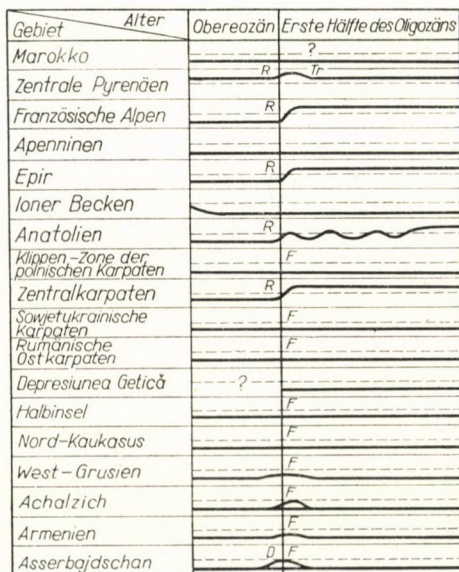 Alter
Gebiet
Obereozän
Erste Hälfte des Oligozäns
Marokko ?
Zentrale Pyrenäen R Tr
Französische Alpen R
Apenninen
Epir R
Ioner Becken
Anatolien R
Klippen-Zone der
polnischen Karpaten F
Zentralkarpaten R
Sowjetukrainische
Karpaten F
Rumänische
Ostkarpaten F
Depresiunea Getică ?
Halbinsel F
Nord-Kaukasus F
West-Grusien F
Achalzich F
Armenien F
Asserbajdschan D F